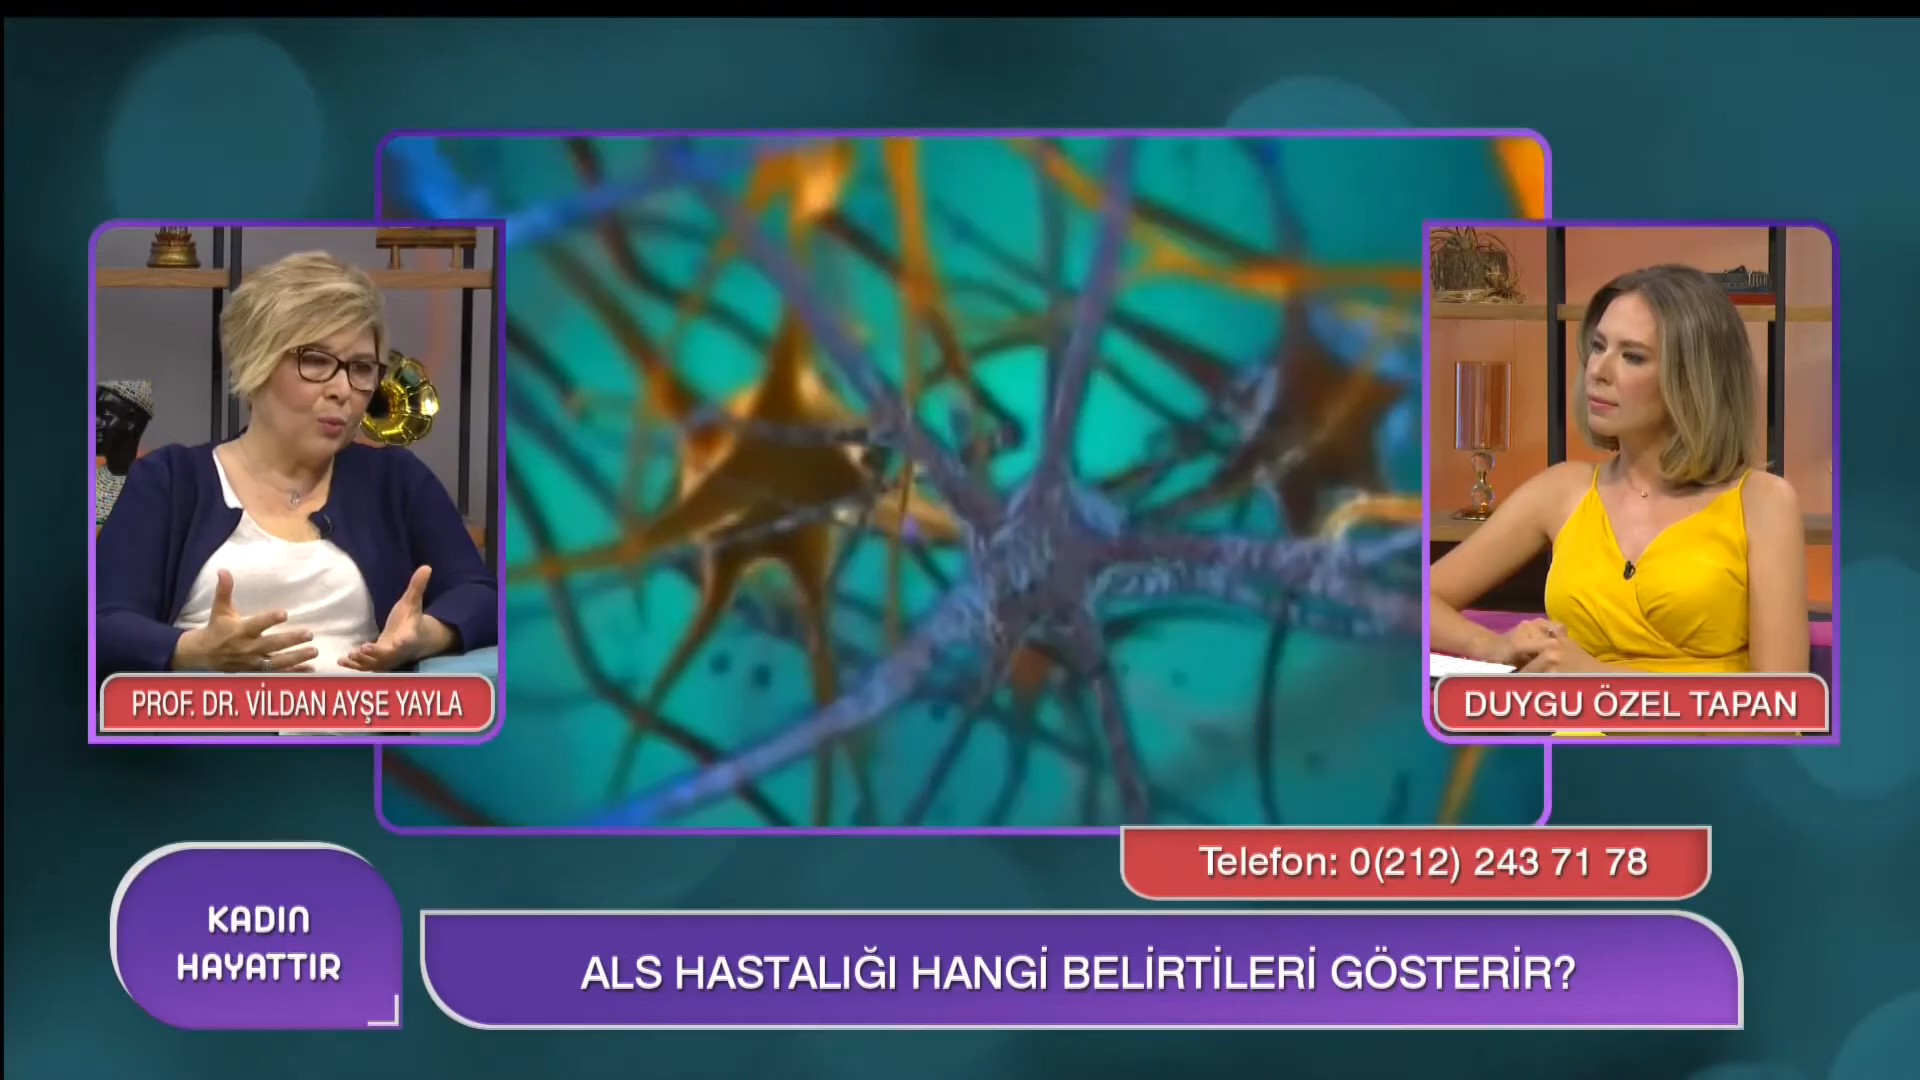 PROF. DR. VİLDAN AYŞE YAYLA
DUYGU ÖZEL TAPAN
Telefon: 0(212) 243 71 78
KADIN
HAYATTIR
ALS HASTALIĞI HANGİ BELİRTİLERİ GÖSTERİR?